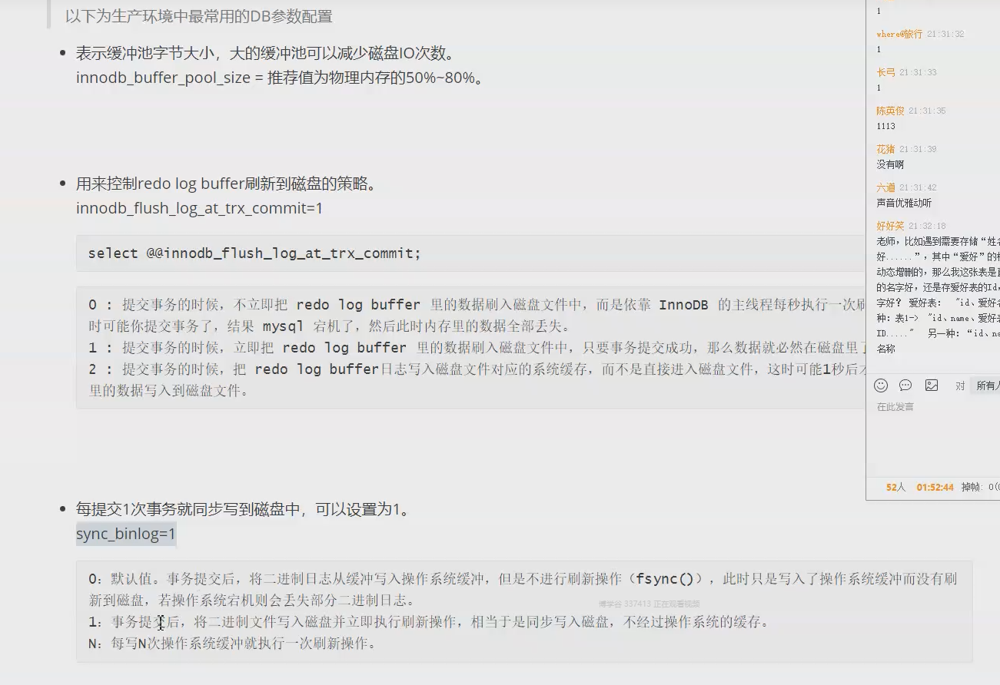 以下为生产环境中最常用的DB参数配置
表示缓冲池字节大小，大的缓冲池可以减少磁盘IO次数。
innodb_buffer_pool_size = 推荐值为物理内存的50%~80%。
用来控制redo log buffer刷新到磁盘的策略。
innodb_flush_log_at_trx_commit=1
select @@innodb_flush_log_at_trx_commit;
0 : 提交事务的时候，不立即把 redo log buffer 里的数据刷入磁盘文件中，而是依靠 InnoDB 的主线程每秒执行一次刷
时可能你提交事务了，结果 mysql 宕机了，然后此时内存里的数据全部丢失。
1 : 提交事务的时候，立即把 redo log buffer 里的数据刷入磁盘文件中，只要事务提交成功，那么数据就必然在磁盘里了
2 : 提交事务的时候，把 redo log buffer日志写入磁盘文件对应的系统缓存，而不是直接进入磁盘文件，这时可能1秒后才
里的数据写入到磁盘文件。
每提交1次事务就同步写到磁盘中，可以设置为1。
sync_binlog=1
0：默认值。事务提交后，将二进制日志从缓冲写入操作系统缓冲，但是不进行刷新操作（fsync()），此时只是写入了操作系统缓冲而没有刷
新到磁盘，若操作系统宕机则会丢失部分二进制日志。
1：事务提交后，将二进制文件写入磁盘并立即执行刷新操作，相当于是同步写入磁盘，不经过操作系统的缓存。
N：每写N次操作系统缓冲就执行一次刷新操作。
博学谷 337413 正在观看视频
1
where@旅行 21:31:32
1
长弓 21:31:33
1
陈英俊 21:31:35
1113
花猪 21:31:39
没有啊
六道 21:31:42
声音优雅动听
好好笑 21:32:18
老师，比如遇到需要存储“姓名
好......”，其中“爱好”的
动态增删的，那么我这张表是
的名字好，还是存爱好表的Id，
字好？ 爱好表： "id、爱好名
种：表1-> "id、name、爱好表
ID....." 另一种：“id、na
名称
对 所有人
在此发言
52人 01:52:44 掉帧: 0(0